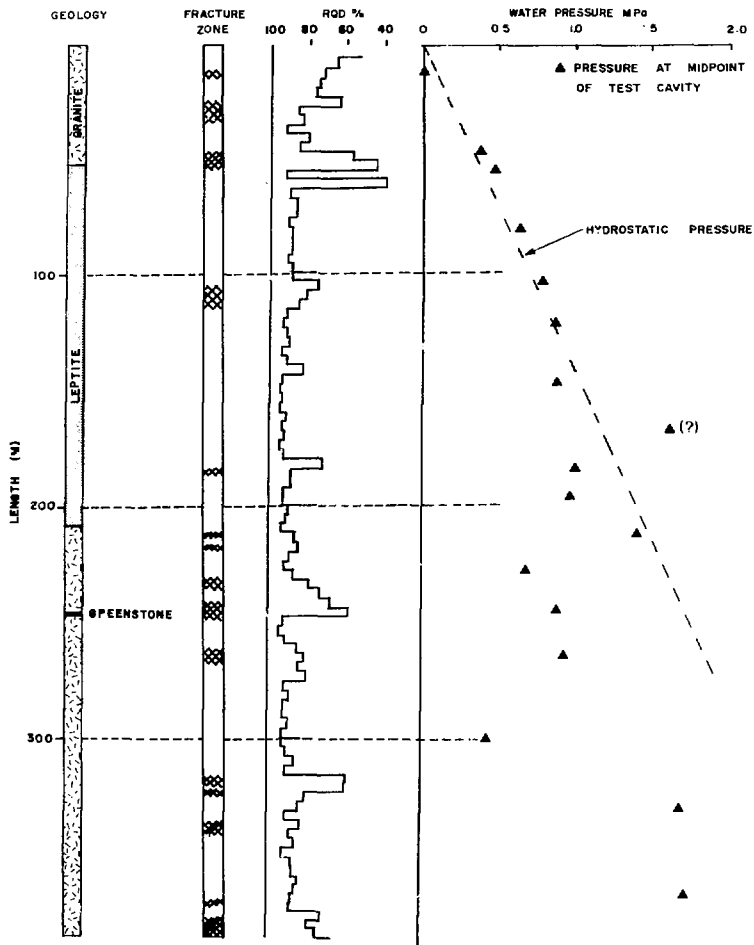 GEOLOGY
FRACTURE
ZONE
RQD %
100 80 60 40
WATER PRESSURE MPa
0 0.5 1.0 1.5 2.0
▲ PRESSURE AT MIDPOINT
OF TEST CAVITY
GRANITE
HYDROSTATIC PRESSURE
100
LEPTITE
(?)
LENGTH (M)
200
GREENSTONE
300